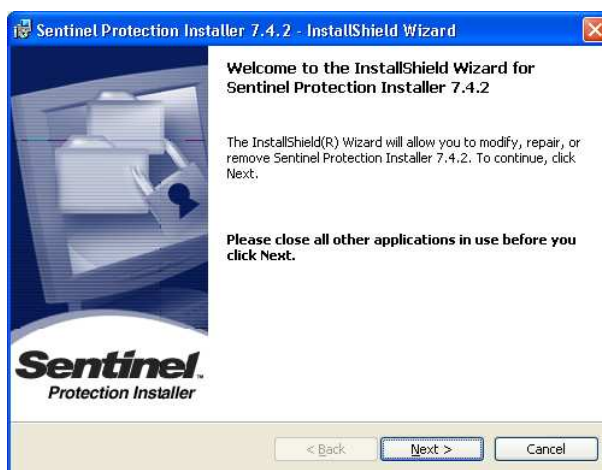 Sentinel Protection Installer 7.4.2 - InstallShield Wizard
Welcome to the InstallShield Wizard for
Sentinel Protection Installer 7.4.2
The InstallShield(R) Wizard will allow you to modify, repair, or
remove Sentinel Protection Installer 7.4.2. To continue, click
Next.
Please close all other applications in use before you
click Next.
Sentinel™
Protection Installer
< Back
Next >
Cancel